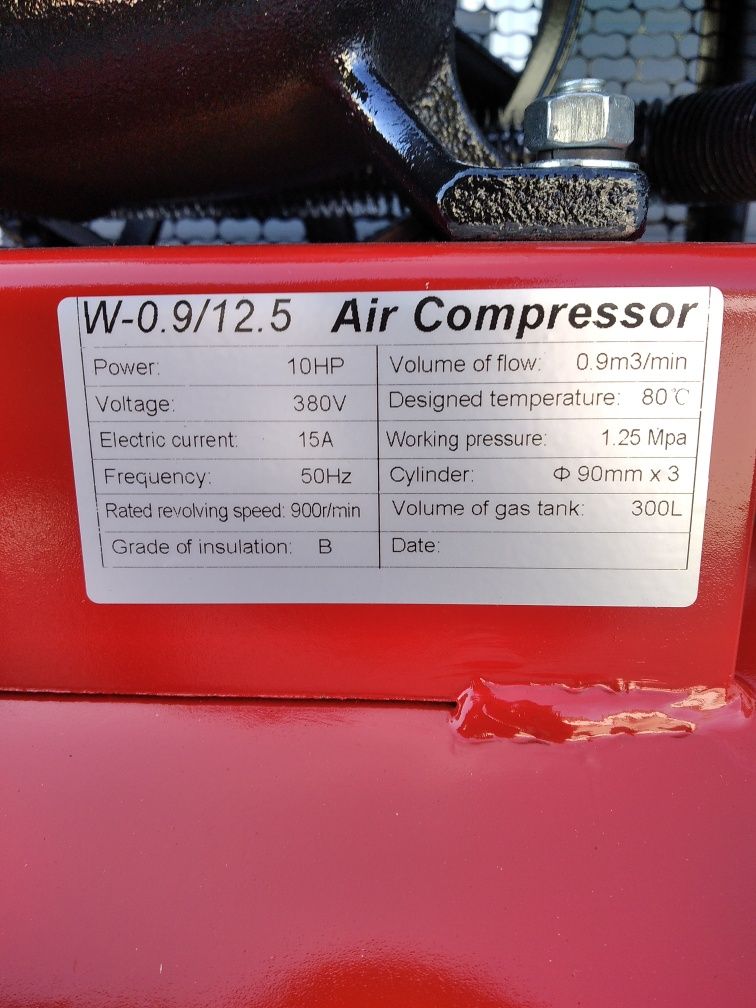 W-0.9/12.5 Air Compressor
Power: 10HP Volume of flow: 0.9m3/min
Voltage: 380V Designed temperature: 80℃
Electric current: 15A Working pressure: 1.25 Mpa
Frequency: 50Hz Cylinder: Φ 90mm x 3
Rated revolving speed: 900r/min Volume of gas tank: 300L
Grade of insulation: B Date: